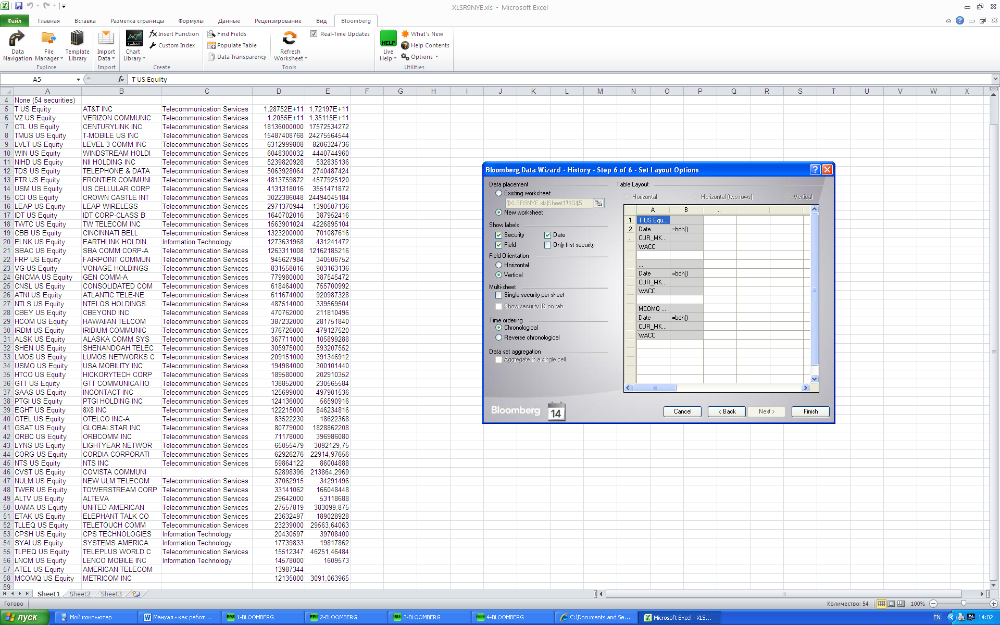 XLSR9NYE.xls - Microsoft Excel
Файл Главная Вставка Разметка страницы Формулы Данные Рецензирование Вид Bloomberg
Data Navigation File Manager Template Library Import Data Chart Library Insert Function Custom Index Find Fields Populate Table Data Transparency Refresh Worksheet Real-Time Updates HELP Live Help What's New Help Contents Options
Explore Import Create Tools Utilities
A5 fx T US Equity
A B C D E F G H I J K L M N O P Q R S T U V W X
4 None (54 securities)
5 T US Equity AT&T INC Telecommunication Services 1,28752E+11 1,72197E+11
6 VZ US Equity VERIZON COMMUNIC Telecommunication Services 1,2055E+11 1,35115E+11
7 CTL US Equity CENTURYLINK INC Telecommunication Services 18136000000 17572534272
8 TMUS US Equity T-MOBILE US INC Telecommunication Services 15487408768 24275564544
9 LVLT US Equity LEVEL 3 COMM INC Telecommunication Services 6312999808 8206324736
10 WIN US Equity WINDSTREAM HOLDI Telecommunication Services 6048300032 4440744960
11 NIHD US Equity NII HOLDING INC Telecommunication Services 5239820928 532835136
12 TDS US Equity TELEPHONE & DATA Telecommunication Services 5063928064 2740487424
13 FTR US Equity FRONTIER COMMUNI Telecommunication Services 4813759872 4577925120
14 USM US Equity US CELLULAR CORP Telecommunication Services 4131318016 3551471872
15 CCI US Equity CROWN CASTLE INT Telecommunication Services 3022386048 24494045184
16 LEAP US Equity LEAP WIRELESS Telecommunication Services 2971370944 1390507136
17 IDT US Equity IDT CORP-CLASS B Telecommunication Services 1640702016 387952416
18 TWTC US Equity TW TELECOM INC Telecommunication Services 1563901024 4226895104
19 CBB US Equity CINCINNATI BELL Telecommunication Services 1323200000 701087616
20 ELNK US Equity EARTHLINK HOLDIN Information Technology 1273631968 431241472
21 SBAC US Equity SBA COMM CORP-A Telecommunication Services 1263311008 12162185216
22 FRP US Equity FAIRPOINT COMMUN Telecommunication Services 945627984 340506752
23 VG US Equity VONAGE HOLDINGS Telecommunication Services 831558016 903163136
24 GNCMA US Equity GEN COMM-A Telecommunication Services 779980000 387545472
25 CNSL US Equity CONSOLIDATED COM Telecommunication Services 618464000 755700992
26 ATNI US Equity ATLANTIC TELE-NE Telecommunication Services 611674000 920987328
27 NTLS US Equity NTELOS HOLDINGS Telecommunication Services 487514000 339569504
28 CBEY US Equity CBEYOND INC Telecommunication Services 470762000 211810496
29 HCOM US Equity HAWAIIAN TELCOM Telecommunication Services 387232000 281751840
30 IRDM US Equity IRIDIUM COMMUNIC Telecommunication Services 376726000 479127520
31 ALSK US Equity ALASKA COMM SYS Telecommunication Services 367711000 105899288
32 SHEN US Equity SHENANDOAH TELEC Telecommunication Services 305975000 593207552
33 LMOS US Equity LUMOS NETWORKS C Telecommunication Services 209151000 391346912
34 USMO US Equity USA MOBILITY INC Telecommunication Services 194984000 300101440
35 HTCO US Equity HICKORYTECH CORP Telecommunication Services 189580000 202910352
36 GTT US Equity GTT COMMUNICATIO Telecommunication Services 138852000 230565584
37 SAAS US Equity INCONTACT INC Telecommunication Services 125699000 497901536
38 PTGI US Equity PTGI HOLDING INC Telecommunication Services 124136000 56590916
39 EGHT US Equity 8X8 INC Telecommunication Services 122215000 846234816
40 OTEL US Equity OTELCO INC-A Telecommunication Services 83522230 18622368
41 GSAT US Equity GLOBALSTAR INC Telecommunication Services 80779000 1828862208
42 ORBC US Equity ORBCOMM INC Telecommunication Services 71178000 396986080
43 LYNS US Equity LIGHTYEAR NETWOR Telecommunication Services 65055479 3092129,75
44 CORG US Equity CORDIA CORPORATI Telecommunication Services 62926276 22914,97656
45 NTS US Equity NTS INC Telecommunication Services 59864122 86004888
46 CVST US Equity COVISTA COMMUNI 52898396 213864,2969
47 NULM US Equity NEW ULM TELECOM Telecommunication Services 37062915 34291496
48 TWER US Equity TOWERSTREAM CORP Telecommunication Services 33141062 166048448
49 ALTV US Equity ALTEVA Telecommunication Services 29642000 53118688
50 UAMA US Equity UNITED AMERICAN Telecommunication Services 27557819 383099,875
51 ETAK US Equity ELEPHANT TALK CO Telecommunication Services 23632497 189028928
52 TLLEQ US Equity TELETOUCH COMM Telecommunication Services 23239000 29563,64063
53 CPSH US Equity CPS TECHNOLOGIES Information Technology 20430597 39708400
54 SYAI US Equity SYSTEMS AMERICA Information Technology 17739833 19817862
55 TLPEQ US Equity TELEPLUS WORLD C Telecommunication Services 15512347 46251,46484
56 LNCM US Equity LENCO MOBILE INC Information Technology 14578000 1609573
57 ATEL US Equity AMERICAN TELECOM 13987344
58 MCOMQ US Equity METRICOM INC 12135000 3091,063965
59
Bloomberg Data Wizard - History - Step 6 of 6 - Set Layout Options
Data placement
Existing worksheet:
'[XLSR9NYE.xls]Sheet1'!$G$5
New worksheet
Show labels
Security Date
Field Only first security
Field Orientation
Horizontal
Vertical
Multi-sheet
Single security per sheet
Show security ID on tab
Time ordering
Chronological
Reverse chronological
Data set aggregation
Aggregate in a single cell
Table Layout
Horizontal Horizontal (two rows) Vertical
A B ..
1 T US Equ...
2 Date =bdh()
.. CUR_MK...
WACC
...
Date =bdh()
CUR_MK...
WACC
MCOMQ ...
Date =bdh()
CUR_MK...
WACC
Bloomberg 14 Cancel < Back Next > Finish
Sheet1 Sheet2 Sheet3
Готово Количество: 54 100%
пуск Мой компьютер Мануал - как работ... EQS 1-BLOOMBERG FFM 2-BLOOMBERG BU 3-BLOOMBERG FHLP 4-BLOOMBERG C:\Documents and Se... Microsoft Excel - XLS... EN 14:02